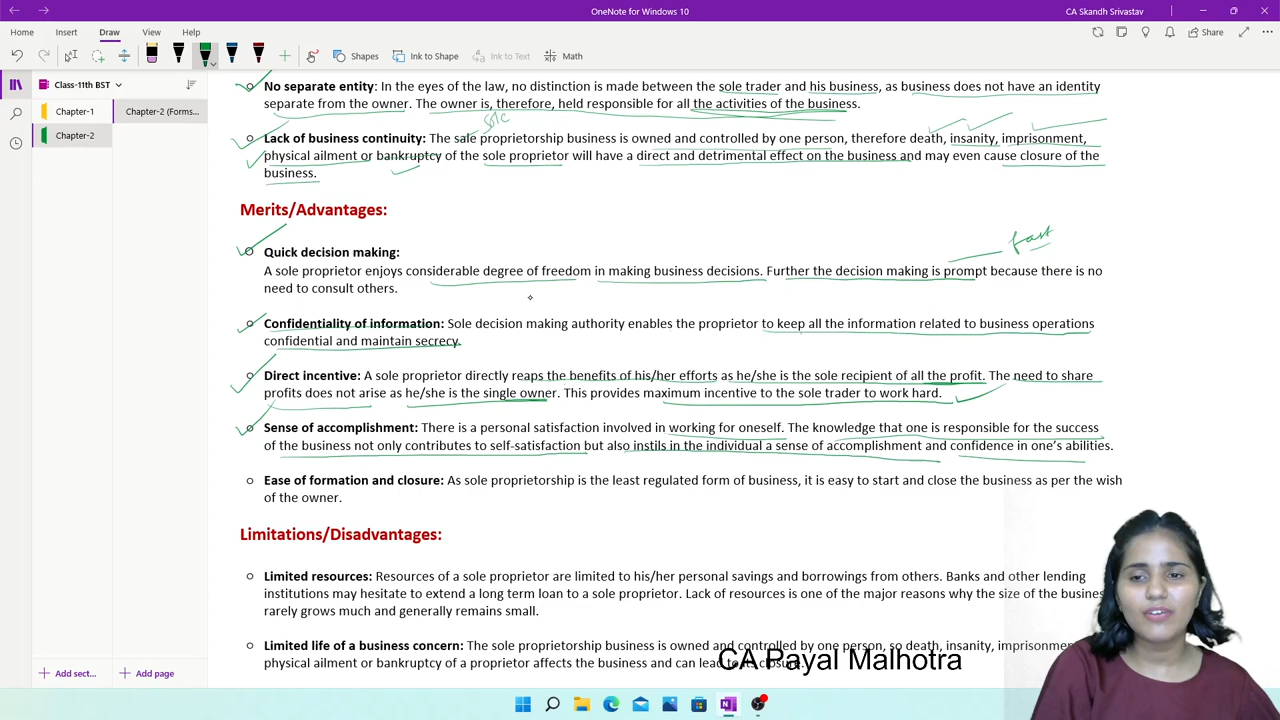 OneNote for Windows 10
CA Skandh Srivastav
Home Insert Draw View Help
Share
Shapes Ink to Shape Ink to Text Math
Class-11th BST
Chapter-1
Chapter-2
Chapter-2 (Forms...
No separate entity: In the eyes of the law, no distinction is made between the sole trader and his business, as business does not have an identity
separate from the owner. The owner is, therefore, held responsible for all the activities of the business.
sole
Lack of business continuity: The sale proprietorship business is owned and controlled by one person, therefore death, insanity, imprisonment,
physical ailment or bankruptcy of the sole proprietor will have a direct and detrimental effect on the business and may even cause closure of the
business.
Merits/Advantages:
fast
Quick decision making:
A sole proprietor enjoys considerable degree of freedom in making business decisions. Further the decision making is prompt because there is no
need to consult others.
Confidentiality of information: Sole decision making authority enables the proprietor to keep all the information related to business operations
confidential and maintain secrecy.
Direct incentive: A sole proprietor directly reaps the benefits of his/her efforts as he/she is the sole recipient of all the profit. The need to share
profits does not arise as he/she is the single owner. This provides maximum incentive to the sole trader to work hard.
Sense of accomplishment: There is a personal satisfaction involved in working for oneself. The knowledge that one is responsible for the success
of the business not only contributes to self-satisfaction but also instils in the individual a sense of accomplishment and confidence in one's abilities.
Ease of formation and closure: As sole proprietorship is the least regulated form of business, it is easy to start and close the business as per the wish
of the owner.
Limitations/Disadvantages:
Limited resources: Resources of a sole proprietor are limited to his/her personal savings and borrowings from others. Banks and other lending
institutions may hesitate to extend a long term loan to a sole proprietor. Lack of resources is one of the major reasons why the size of the
rarely grows much and generally remains small.
Limited life of a business concern: The sole proprietorship business is owned and controlled by one person, so death, insanity,
physical ailment or bankruptcy of a proprietor affects the business and can lead to its closure.
CA Payal Malhotra
Add sect... Add page